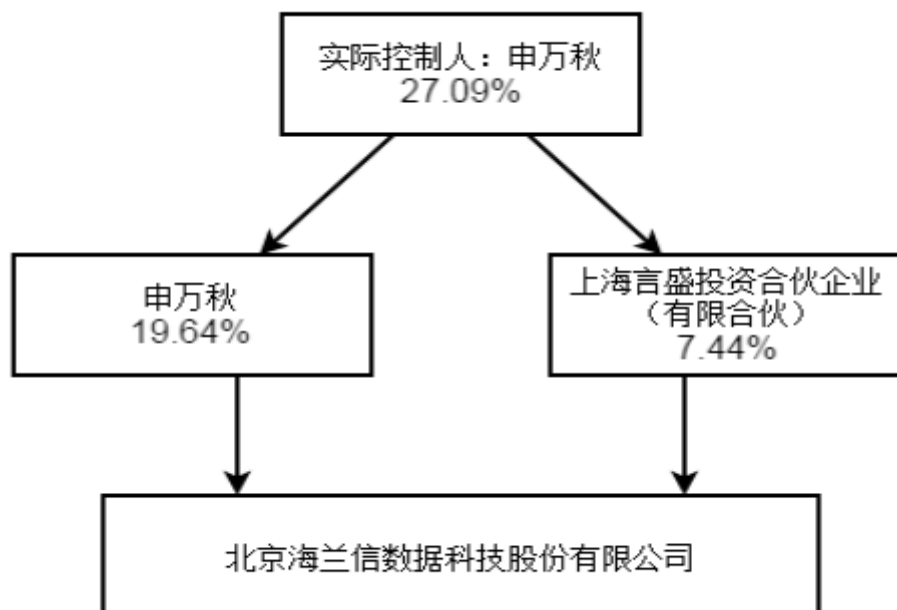 实际控制人：申万秋
27.09%
申万秋
19.64%
上海言盛投资合伙企业
（有限合伙）
7.44%
北京海兰信数据科技股份有限公司